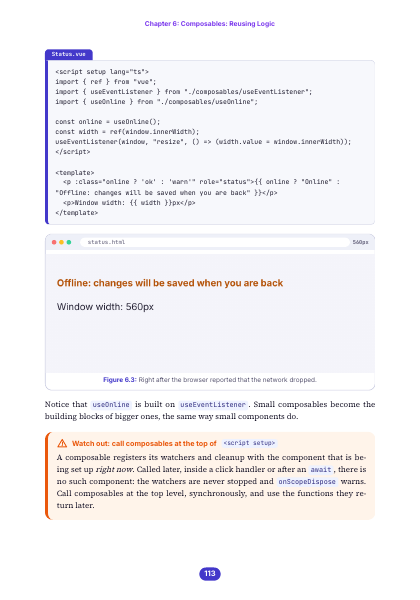 Chapter 6: Composables: Reusing Logic
Status.vue
<script setup lang="ts">
import { ref } from "vue";
import { useEventListener } from "./composables/useEventListener";
import { useOnline } from "./composables/useOnline";
const online = useOnline();
const width = ref(window.innerWidth);
useEventListener(window, "resize", () => (width.value = window.innerWidth));
</script>
<template>
<p :class="online ? 'ok' : 'warn'" role="status">{{ online ? "Online" :
"Offline: changes will be saved when you are back" }}</p>
<p>Window width: {{ width }}px</p>
</template>
status.html
560px
Offline: changes will be saved when you are back
Window width: 560px
Figure 6.3: Right after the browser reported that the network dropped.
Notice that useOnline is built on useEventListener. Small composables become the
building blocks of bigger ones, the same way small components do.
Watch out: call composables at the top of <script setup>
A composable registers its watchers and cleanup with the component that is be-
ing set up right now. Called later, inside a click handler or after an await, there is
no such component: the watchers are never stopped and onScopeDispose warns.
Call composables at the top level, synchronously, and use the functions they re-
turn later.
113